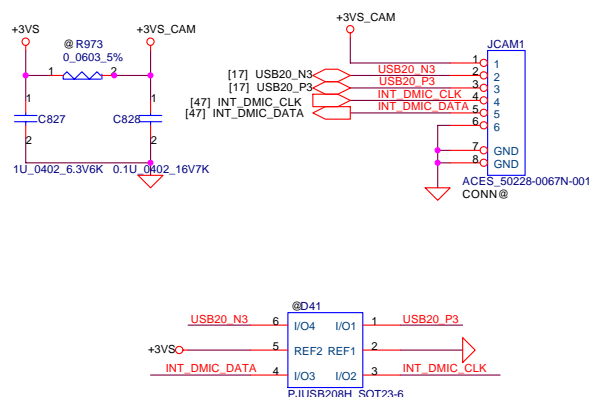 +3VS
+3VS_CAM
@ R973
0_0603_5%
1
2
1
C827
2
1
C828
2
1U_0402_6.3V6K
0.1U_0402_16V7K
+3VS_CAM
JCAM1
[17] USB20_N3
[17] USB20_P3
[47] INT_DMIC_CLK
[47] INT_DMIC_DATA
USB20_N3
USB20_P3
INT_DMIC_CLK
INT_DMIC_DATA
1 1
2 2
3 3
4 4
5 5
6 6
7 GND
8 GND
ACES_50228-0067N-001
CONN@
@D41
USB20_N3 6 I/O4 I/O1 1 USB20_P3
+3VS 5 REF2 REF1 2
INT_DMIC_DATA 4 I/O3 I/O2 3 INT_DMIC_CLK
PJUSB208H_SOT23-6